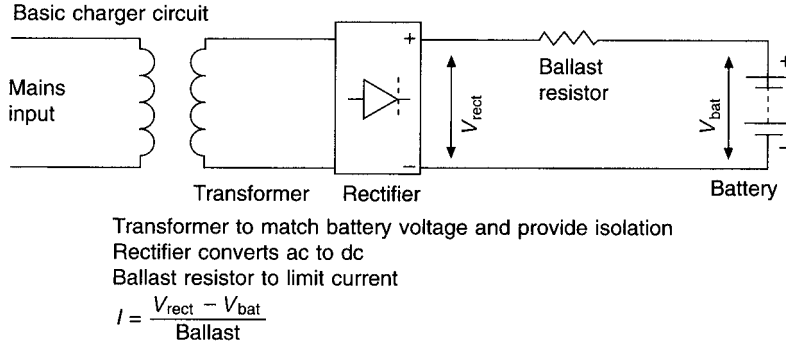 Basic charger circuit
Mains
input
+
−
V_rect
Ballast
resistor
V_bat
+
−
Transformer
Rectifier
Battery
Transformer to match battery voltage and provide isolation
Rectifier converts ac to dc
Ballast resistor to limit current
I = (V_rect − V_bat) / Ballast